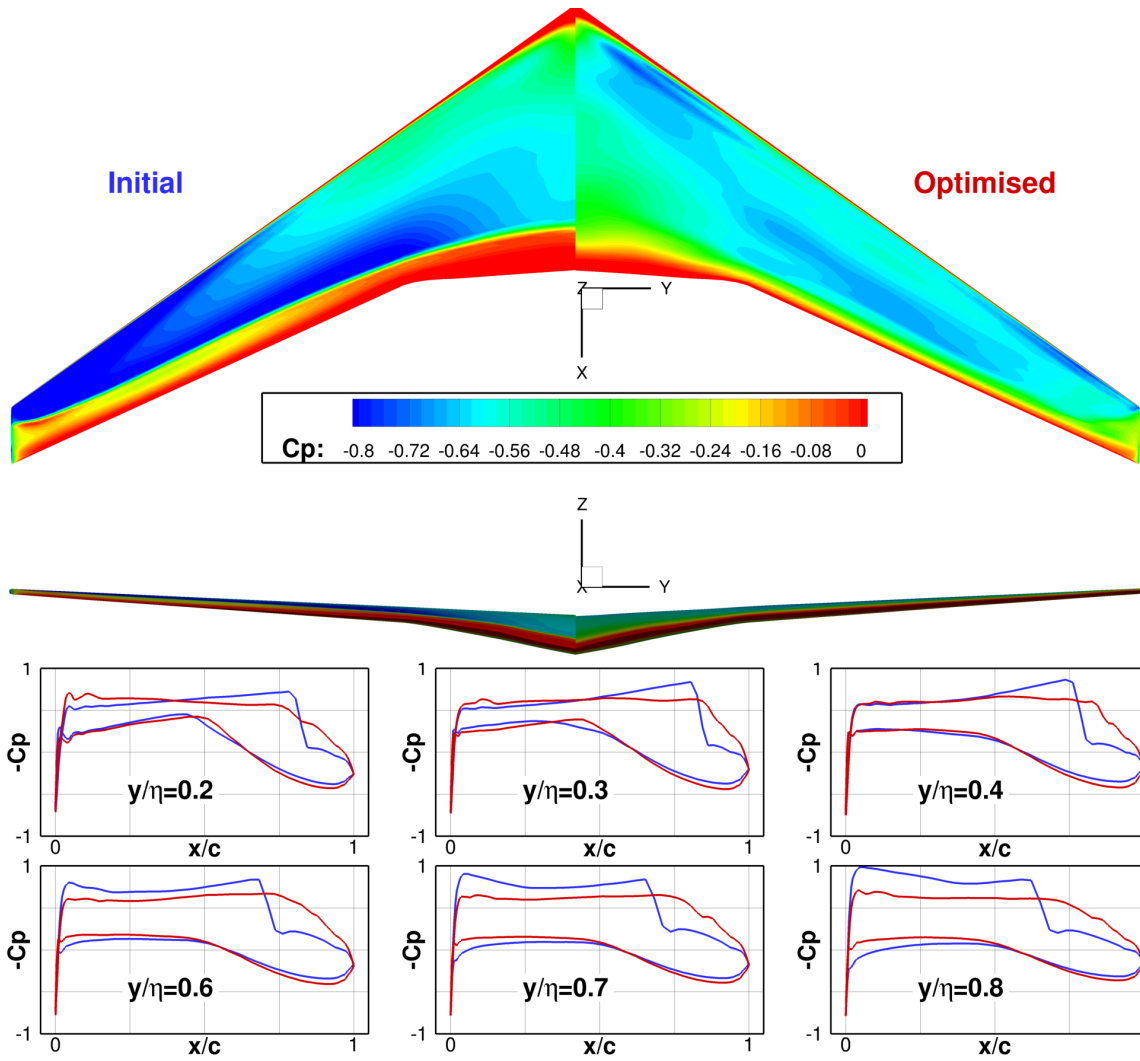 Initial
Optimised
Z
Y
X
Cp:
-0.8 -0.72 -0.64 -0.56 -0.48 -0.4 -0.32 -0.24 -0.16 -0.08 0
Z
X
Y
1
-Cp
-1
y/η=0.2
0
x/c
1
1
-Cp
-1
y/η=0.3
0
x/c
1
1
-Cp
-1
y/η=0.4
0
x/c
1
1
-Cp
-1
y/η=0.6
0
x/c
1
1
-Cp
-1
y/η=0.7
0
x/c
1
1
-Cp
-1
y/η=0.8
0
x/c
1